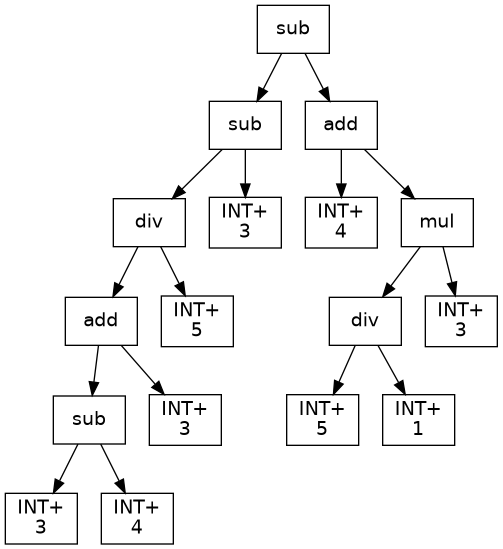 sub
sub
add
div
INT+
3
INT+
4
mul
add
INT+
5
div
INT+
3
sub
INT+
3
INT+
5
INT+
1
INT+
3
INT+
4